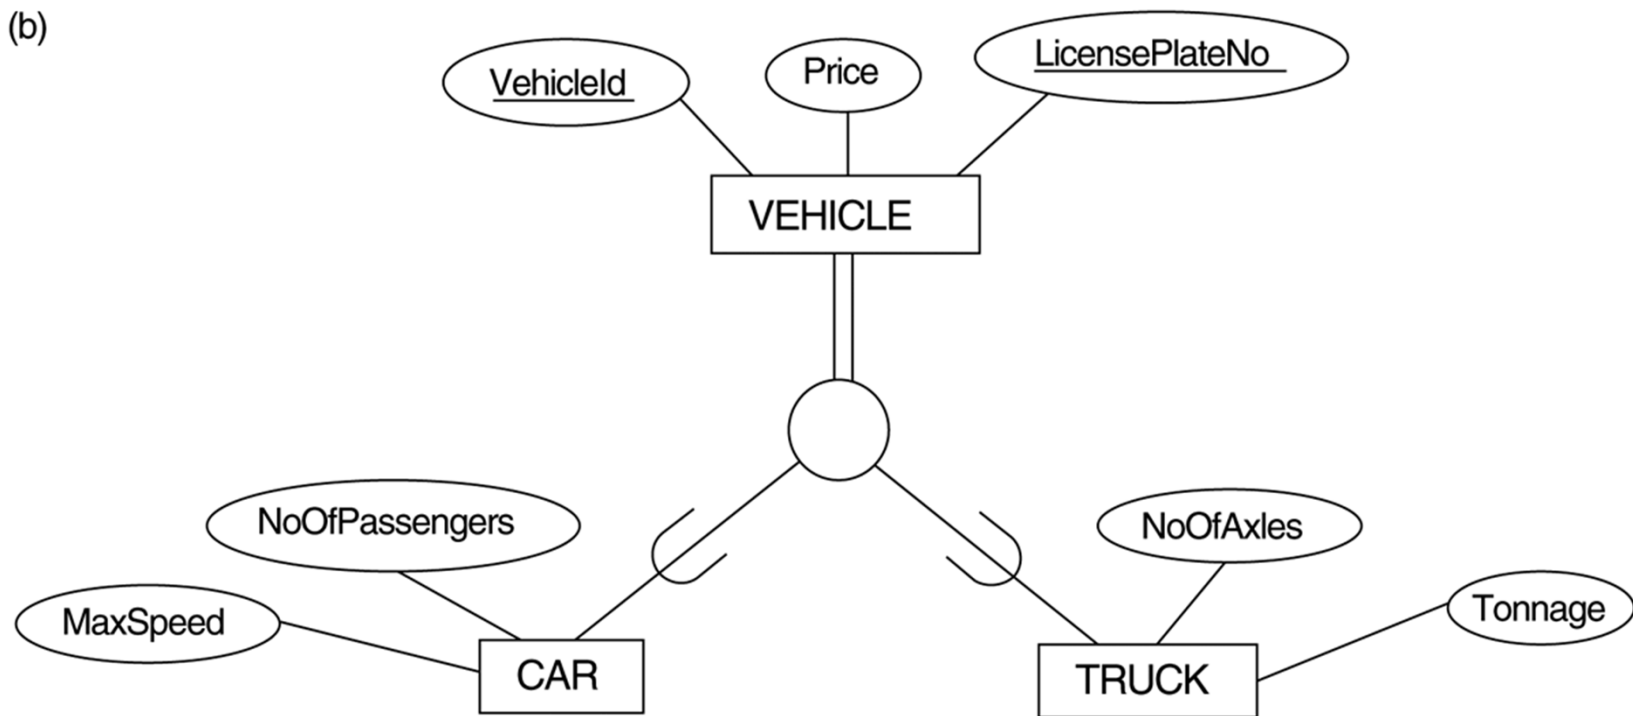 (b)
VehicleId
Price
LicensePlateNo
VEHICLE
NoOfPassengers
NoOfAxles
MaxSpeed
Tonnage
CAR
TRUCK